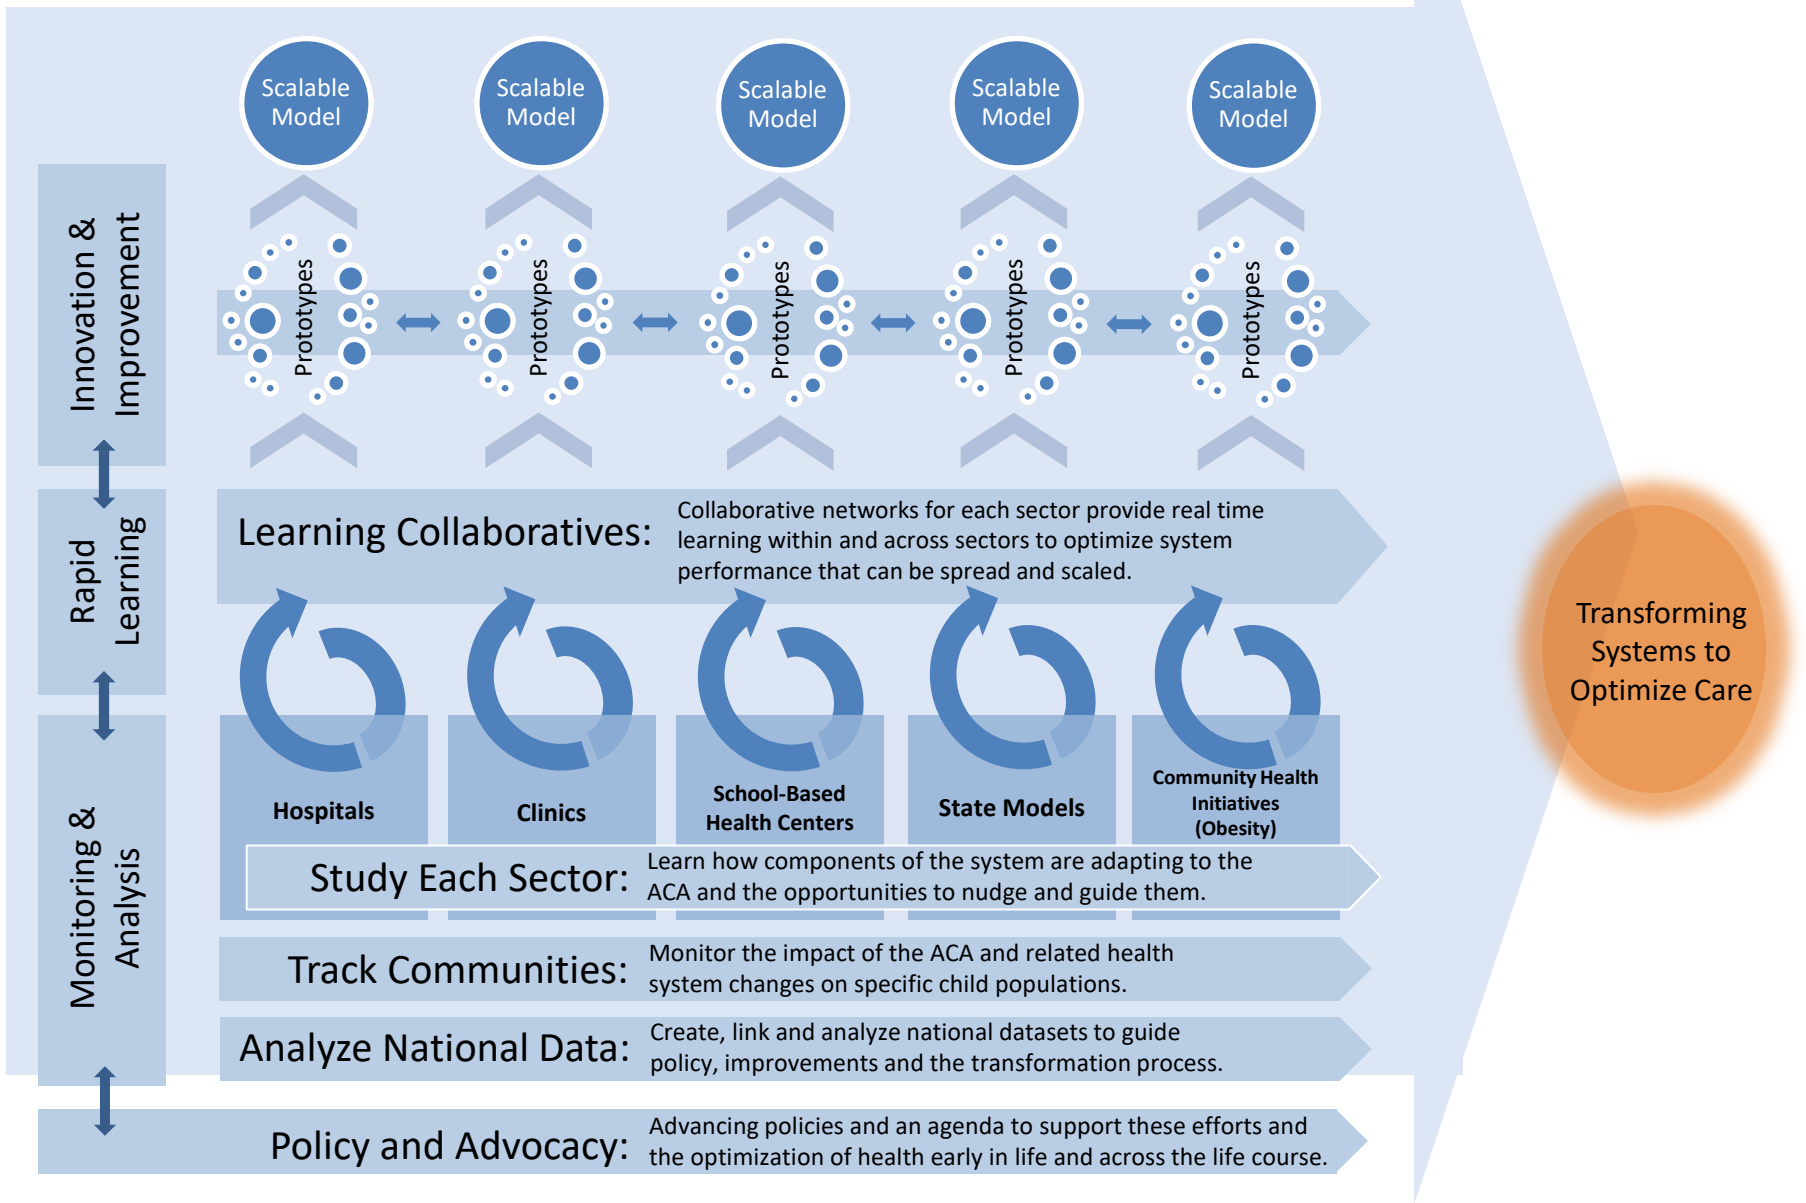 Scalable
Model
Scalable
Model
Scalable
Model
Scalable
Model
Scalable
Model
Innovation &
Improvement
Prototypes
Prototypes
Prototypes
Prototypes
Prototypes
Rapid
Learning
Learning Collaboratives:
Collaborative networks for each sector provide real time
learning within and across sectors to optimize system
performance that can be spread and scaled.
Transforming
Systems to
Optimize Care
Monitoring &
Analysis
Hospitals
Clinics
School-Based
Health Centers
State Models
Community Health
Initiatives
(Obesity)
Study Each Sector:
Learn how components of the system are adapting to the
ACA and the opportunities to nudge and guide them.
Track Communities:
Monitor the impact of the ACA and related health
system changes on specific child populations.
Analyze National Data:
Create, link and analyze national datasets to guide
policy, improvements and the transformation process.
Policy and Advocacy:
Advancing policies and an agenda to support these efforts and
the optimization of health early in life and across the life course.